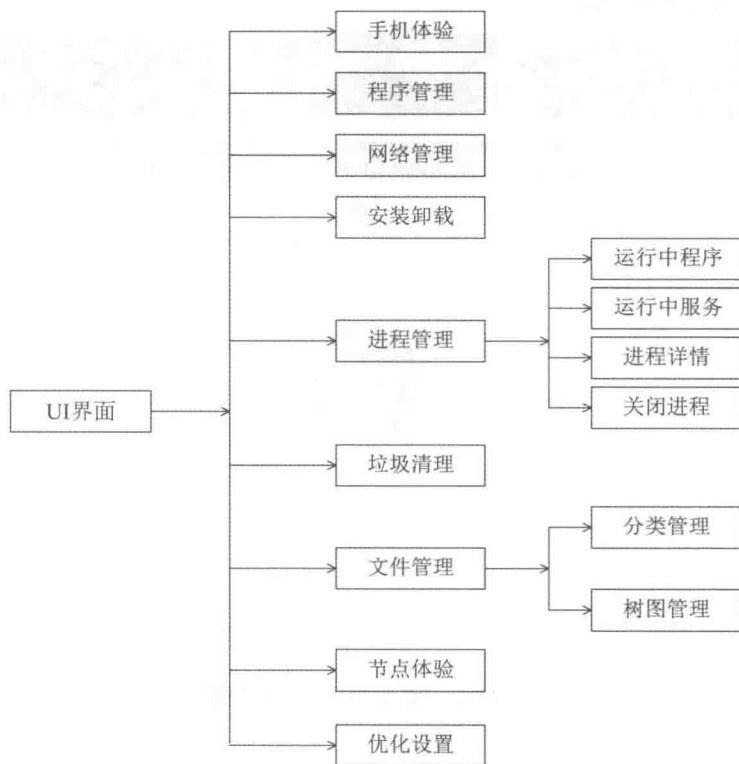 手机体验
程序管理
网络管理
安装卸载
运行中程序
运行中服务
进程管理
进程详情
关闭进程
UI界面
垃圾清理
分类管理
文件管理
树图管理
节点体验
优化设置